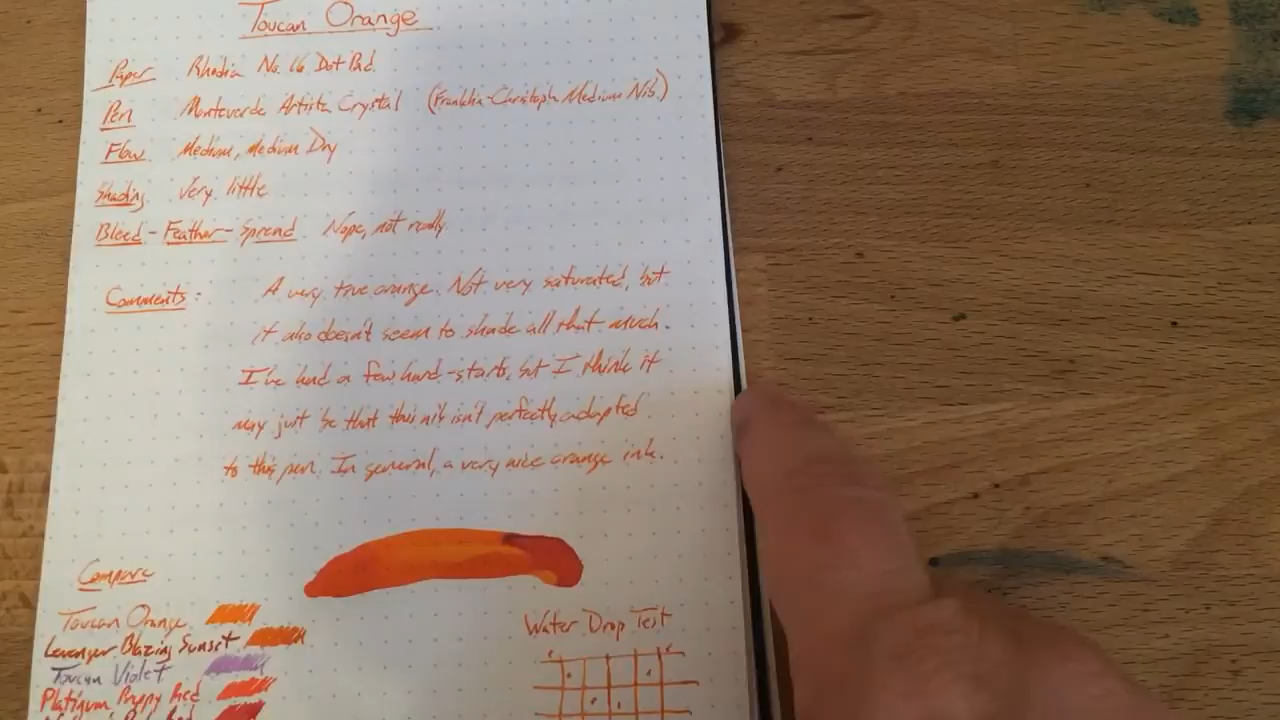 Toucan Orange
Paper Rhodia No. 16 Dot Pad.
Pen Monteverde Artista Crystal (Franklin-Christoph Medium Nib.)
Flow Medium, Medium Dry
Shading Very little
Bleed - Feather - Spread Nope, not really.
Comments: A very true orange. Not very saturated, but
it also doesn't seem to shade all that much.
I've had a few hard-starts, but I think it
may just be that this nib isn't perfectly adapted
to this pen. In general, a very nice orange ink.
Compare
Toucan Orange
Levenger Blazing Sunset
Toucan Violet
Platinum Preppy Red
Water Drop Test